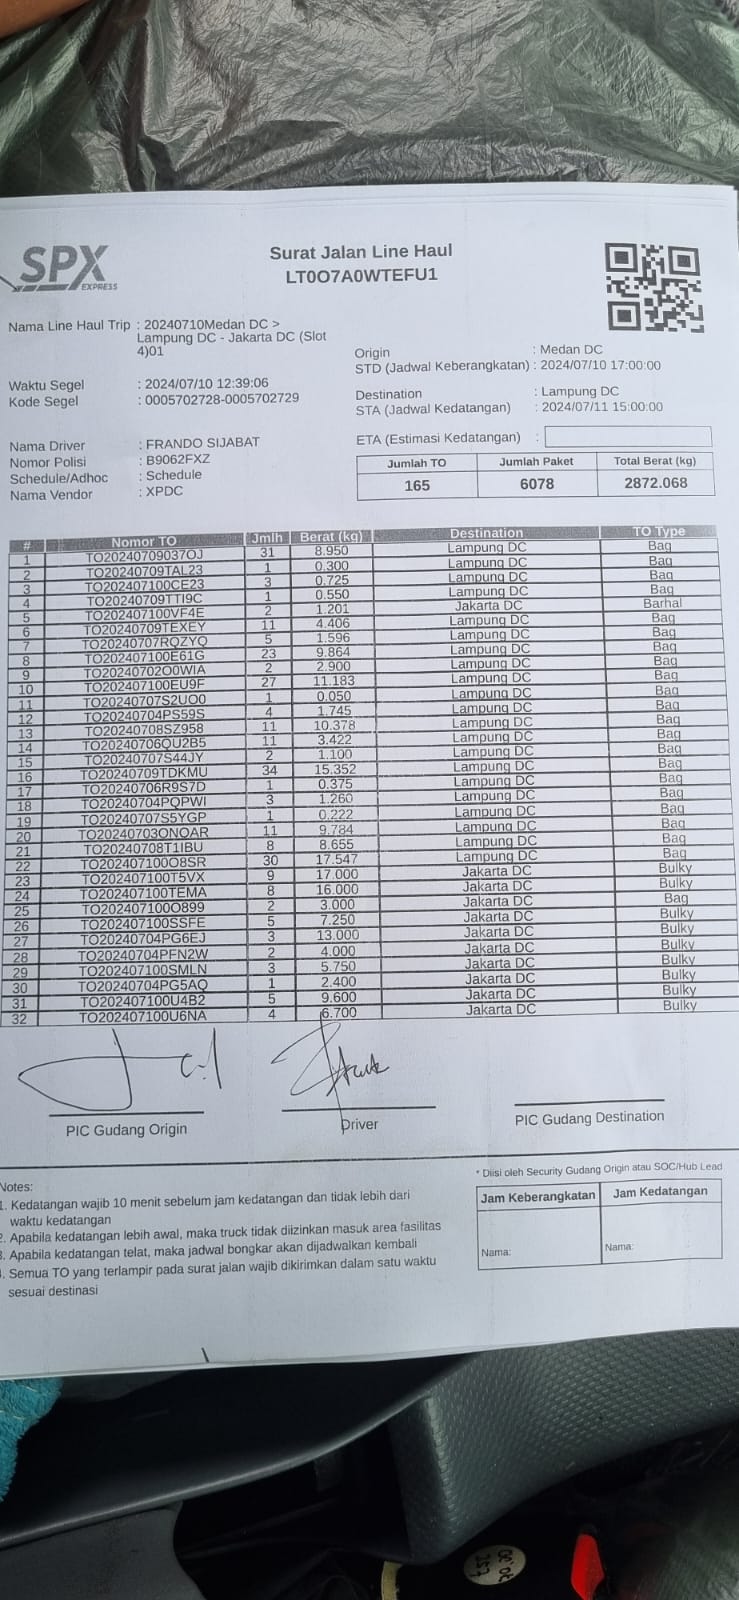 SPX
EXPRESS
Surat Jalan Line Haul
LT0O7A0WTEFU1
Nama Line Haul Trip : 20240710Medan DC >
Lampung DC - Jakarta DC (Slot
4)01
Origin : Medan DC
STD (Jadwal Keberangkatan) : 2024/07/10 17:00:00
Waktu Segel : 2024/07/10 12:39:06
Kode Segel : 0005702728-0005702729
Destination : Lampung DC
STA (Jadwal Kedatangan) : 2024/07/11 15:00:00
ETA (Estimasi Kedatangan) :
Nama Driver : FRANDO SIJABAT
Nomor Polisi : B9062FXZ
Schedule/Adhoc : Schedule
Nama Vendor : XPDC
Jumlah TO Jumlah Paket Total Berat (kg)
165 6078 2872.068
# Nomor TO Jmlh Berat (kg) Destination TO Type
1 TO20240709037OJ 31 8.950 Lampung DC Bag
2 TO20240709TAL23 1 0.300 Lampung DC Bag
3 TO202407100CE23 3 0.725 Lampung DC Bag
4 TO20240709TTI9C 1 0.550 Lampung DC Bag
5 TO202407100VF4E 2 1.201 Jakarta DC Barhal
6 TO20240709TEXEY 11 4.406 Lampung DC Bag
7 TO20240707RQZYQ 5 1.596 Lampung DC Bag
8 TO202407100E61G 23 9.864 Lampung DC Bag
9 TO20240702O0WIA 2 2.900 Lampung DC Bag
10 TO202407100EU9F 27 11.183 Lampung DC Bag
11 TO20240707S2UO0 1 0.050 Lampung DC Bag
12 TO20240704PS59S 4 1.745 Lampung DC Bag
13 TO20240708SZ958 11 10.378 Lampung DC Bag
14 TO20240706QU2B5 11 3.422 Lampung DC Bag
15 TO20240707S44JY 2 1.100 Lampung DC Bag
16 TO20240709TDKMU 34 15.352 Lampung DC Bag
17 TO20240706R9S7D 1 0.375 Lampung DC Bag
18 TO20240704PQPWI 3 1.260 Lampung DC Bag
19 TO20240707S5YGP 1 0.222 Lampung DC Bag
20 TO20240703ONOAR 11 9.784 Lampung DC Bag
21 TO20240708T1IBU 8 8.655 Lampung DC Bag
22 TO202407100O8SR 30 17.547 Lampung DC Bag
23 TO202407100T5VX 9 17.000 Jakarta DC Bulky
24 TO202407100TEMA 8 16.000 Jakarta DC Bulky
25 TO202407100O899 2 3.000 Jakarta DC Bag
26 TO202407100SSFE 5 7.250 Jakarta DC Bulky
27 TO20240704PG6EJ 3 13.000 Jakarta DC Bulky
28 TO20240704PFN2W 2 4.000 Jakarta DC Bulky
29 TO202407100SMLN 3 5.750 Jakarta DC Bulky
30 TO20240704PG5AQ 1 2.400 Jakarta DC Bulky
31 TO202407100U4B2 5 9.600 Jakarta DC Bulky
32 TO202407100U6NA 4 6.700 Jakarta DC Bulky
PIC Gudang Origin Driver PIC Gudang Destination
* Diisi oleh Security Gudang Origin atau SOC/Hub Lead
Jam Keberangkatan Jam Kedatangan
Nama: Nama:
Notes:
1. Kedatangan wajib 10 menit sebelum jam kedatangan dan tidak lebih dari
waktu kedatangan
2. Apabila kedatangan lebih awal, maka truck tidak diizinkan masuk area fasilitas
3. Apabila kedatangan telat, maka jadwal bongkar akan dijadwalkan kembali
4. Semua TO yang terlampir pada surat jalan wajib dikirimkan dalam satu waktu
sesuai destinasi